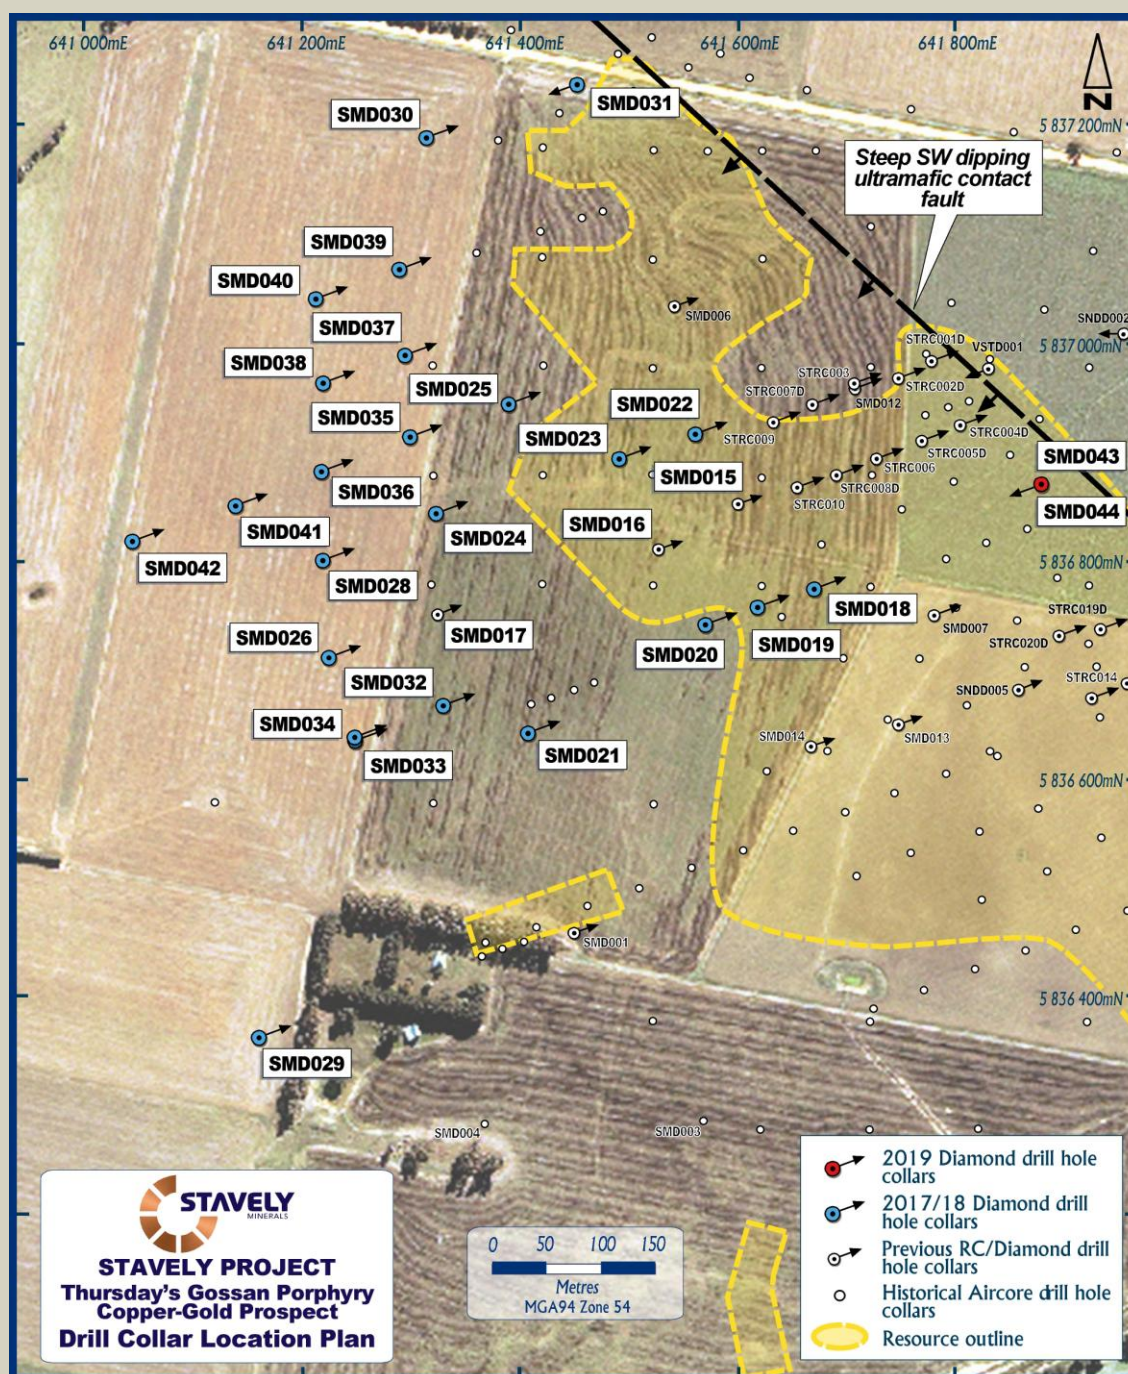 641 000mE
641 200mE
641 400mE
641 600mE
641 800mE
N
SMD030
SMD031
5 837 200mN
Steep SW dipping
ultramafic contact
fault
SMD039
SMD040
SMD006
SNDD002
SMD037
STRC001D
VSTD001
5 837 000mN
SMD038
SMD025
STRC003
STRC002D
STRC007D
SMD012
SMD022
SMD035
STRC009
STRC004D
SMD023
STRC005D
SMD043
SMD015
STRC006
SMD036
STRC008D
STRC010
SMD044
SMD016
SMD041
SMD024
5 836 800mN
SMD042
SMD028
SMD018
STRC019D
SMD017
SMD007
SMD026
SMD019
STRC020D
SMD020
SMD032
STRC014
SNDD005
SMD034
SMD021
SMD014
SMD013
SMD033
5 836 600mN
SMD001
5 836 400mN
SMD029
SMD004
SMD003
2019 Diamond drill hole
collars
2017/18 Diamond drill
hole collars
Previous RC/Diamond drill
hole collars
Historical Aircore drill hole
collars
Resource outline
STAVELY
MINERALS
STAVELY PROJECT
Thursday's Gossan Porphyry
Copper-Gold Prospect
Drill Collar Location Plan
0 50 100 150
Metres
MGA94 Zone 54